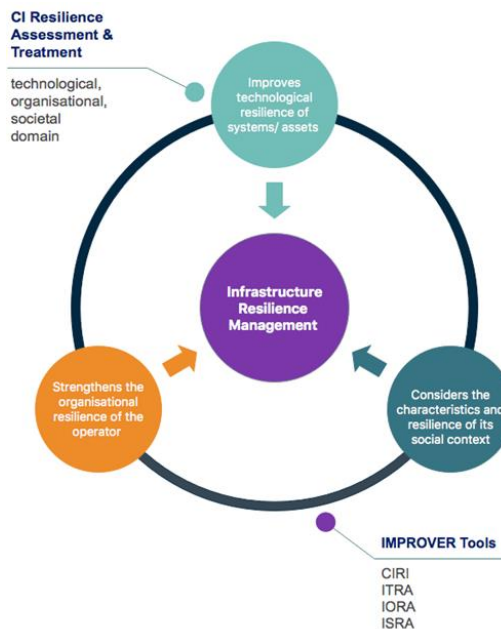 CI Resilience
Assessment &
Treatment
technological,
organisational,
societal
domain
Improves
technological
resilience of
systems/ assets
Infrastructure
Resilience
Management
Strengthens the
organisational
resilience of the
operator
Considers the
characteristics and
resilience of its
social context
IMPROVER Tools
CIRI
ITRA
IORA
ISRA